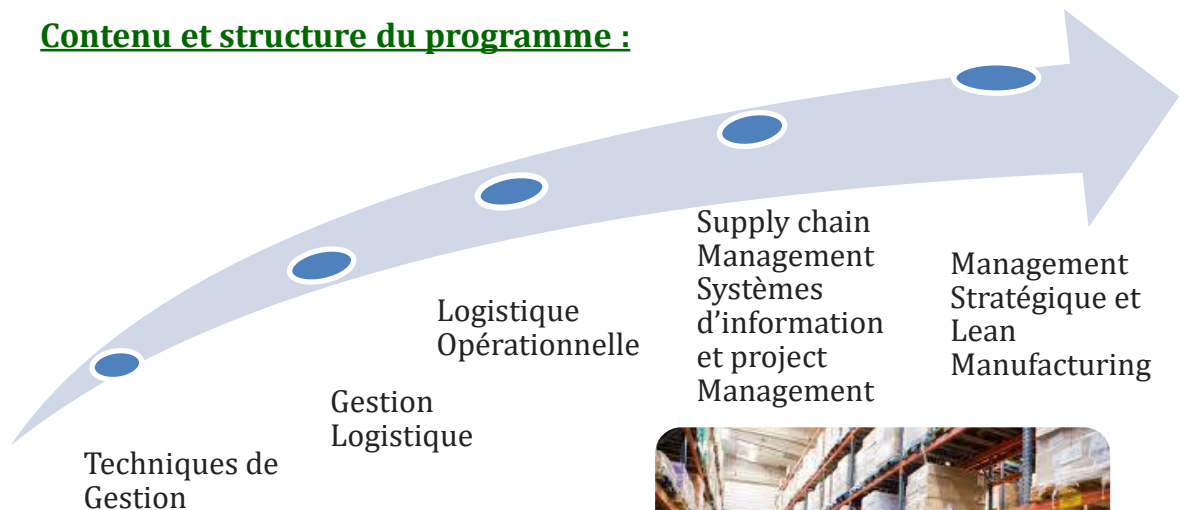 Contenu et structure du programme :
Techniques de
Gestion
Gestion
Logistique
Logistique
Opérationnelle
Supply chain
Management
Systèmes
d’information
et project
Management
Management
Stratégique et
Lean
Manufacturing